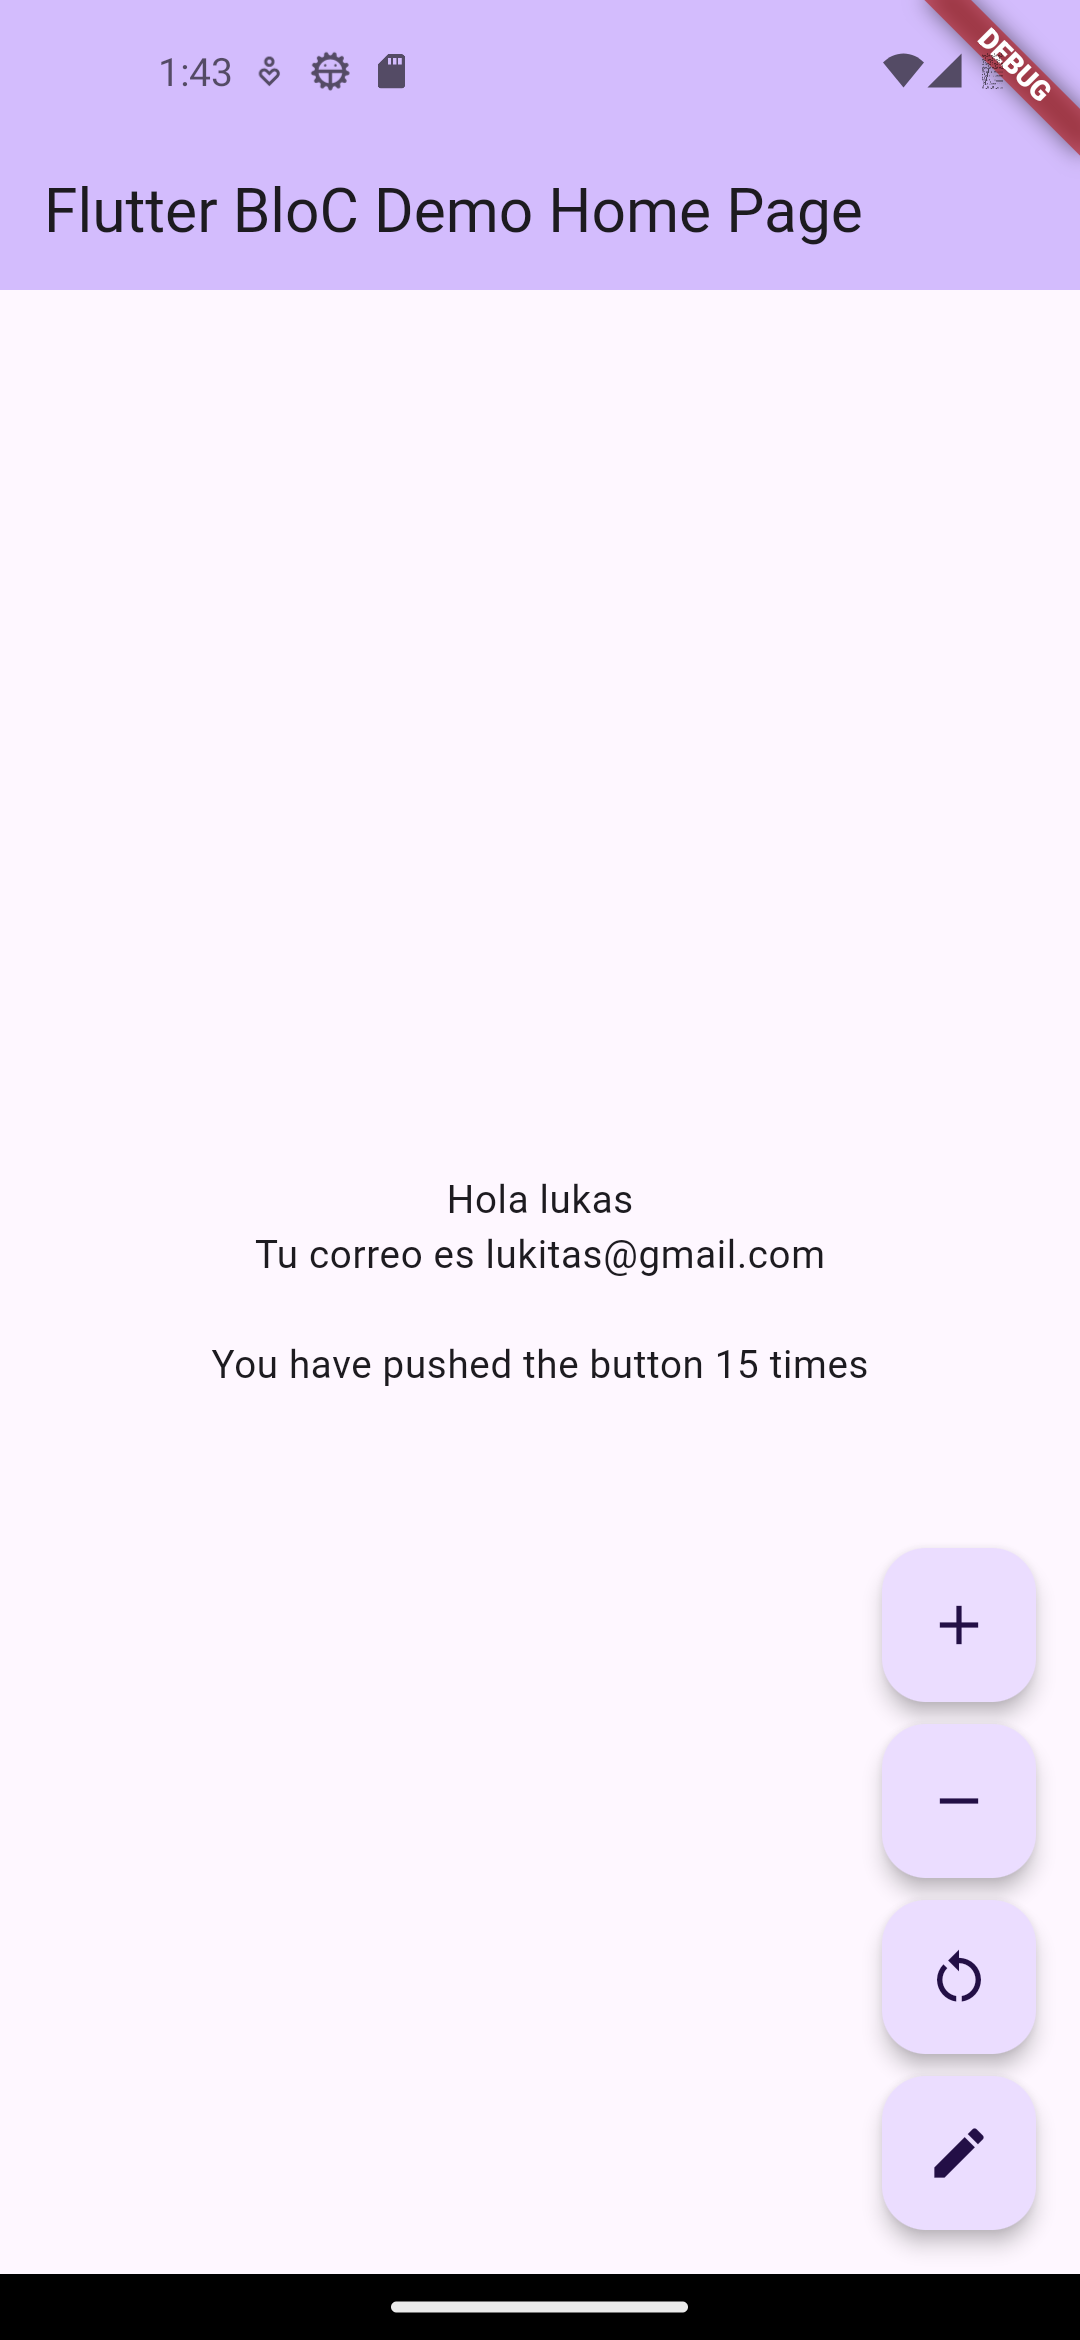 1:43
DEBUG
Flutter BloC Demo Home Page
Hola lukas
Tu correo es lukitas@gmail.com
You have pushed the button 15 times